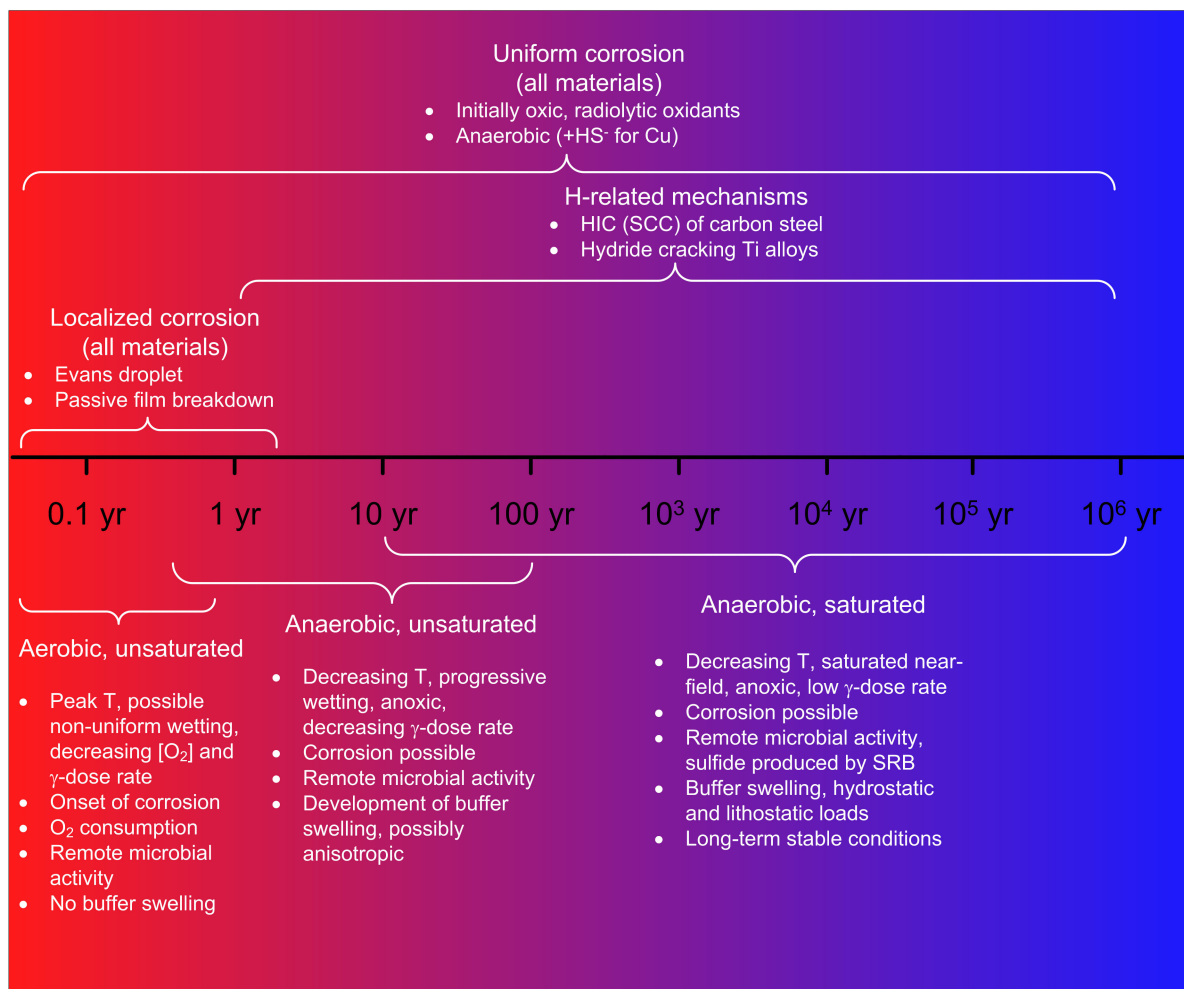 Uniform corrosion
(all materials)
• Initially oxic, radiolytic oxidants
• Anaerobic (+HS⁻ for Cu)
H-related mechanisms
• HIC (SCC) of carbon steel
• Hydride cracking Ti alloys
Localized corrosion
(all materials)
• Evans droplet
• Passive film breakdown
0.1 yr 1 yr 10 yr 100 yr 10³ yr 10⁴ yr 10⁵ yr 10⁶ yr
Aerobic, unsaturated
• Peak T, possible
non-uniform wetting,
decreasing [O₂] and
γ-dose rate
• Onset of corrosion
• O₂ consumption
• Remote microbial
activity
• No buffer swelling
Anaerobic, unsaturated
• Decreasing T, progressive
wetting, anoxic,
decreasing γ-dose rate
• Corrosion possible
• Remote microbial activity
• Development of buffer
swelling, possibly
anisotropic
Anaerobic, saturated
• Decreasing T, saturated near-
field, anoxic, low γ-dose rate
• Corrosion possible
• Remote microbial activity,
sulfide produced by SRB
• Buffer swelling, hydrostatic
and lithostatic loads
• Long-term stable conditions